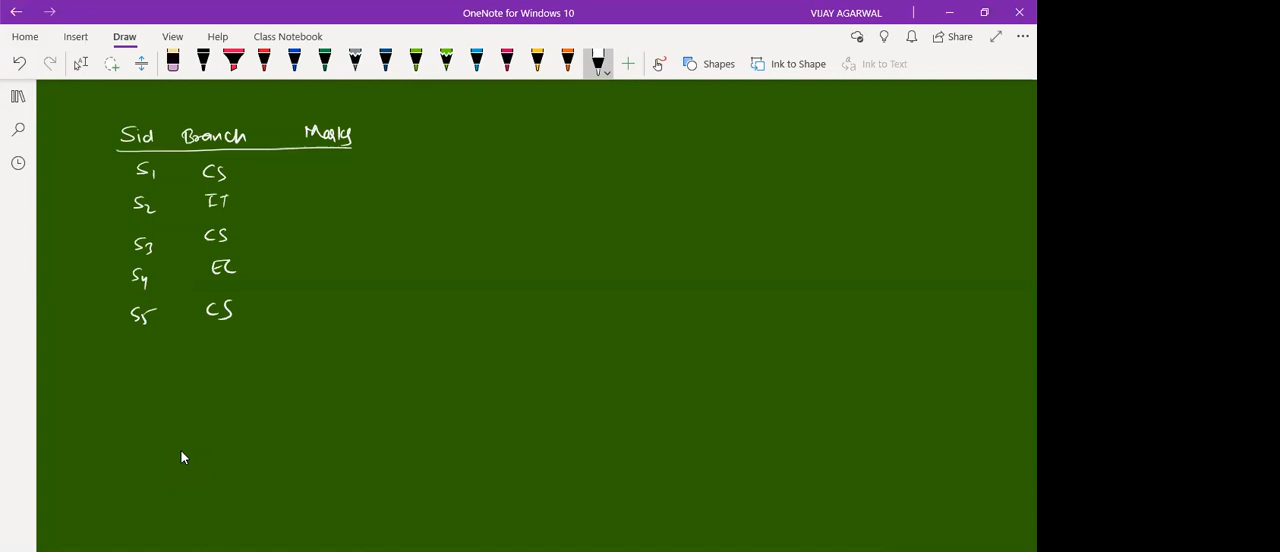 OneNote for Windows 10
VIJAY AGARWAL
Home Insert Draw View Help Class Notebook
Share
Shapes Ink to Shape Ink to Text
Sid Branch Marks
S1 CS
S2 IT
S3 CS
S4 EC
S5 CS